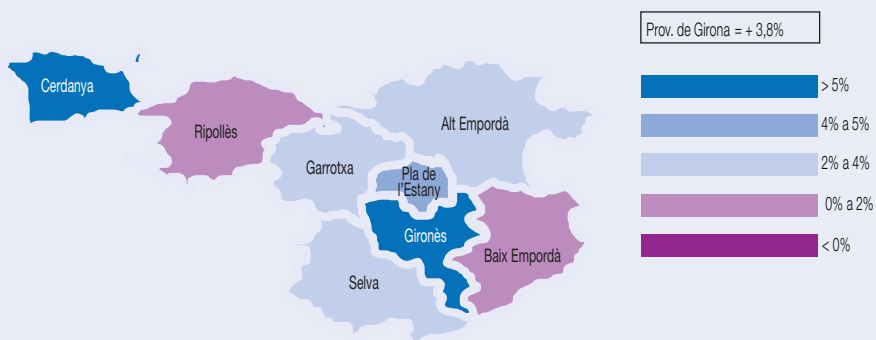 Prov. de Girona = + 3,8%
> 5%
4% a 5%
2% a 4%
0% a 2%
< 0%
Cerdanya
Ripollès
Alt Empordà
Garrotxa
Pla de
l'Estany
Gironès
Baix Empordà
Selva